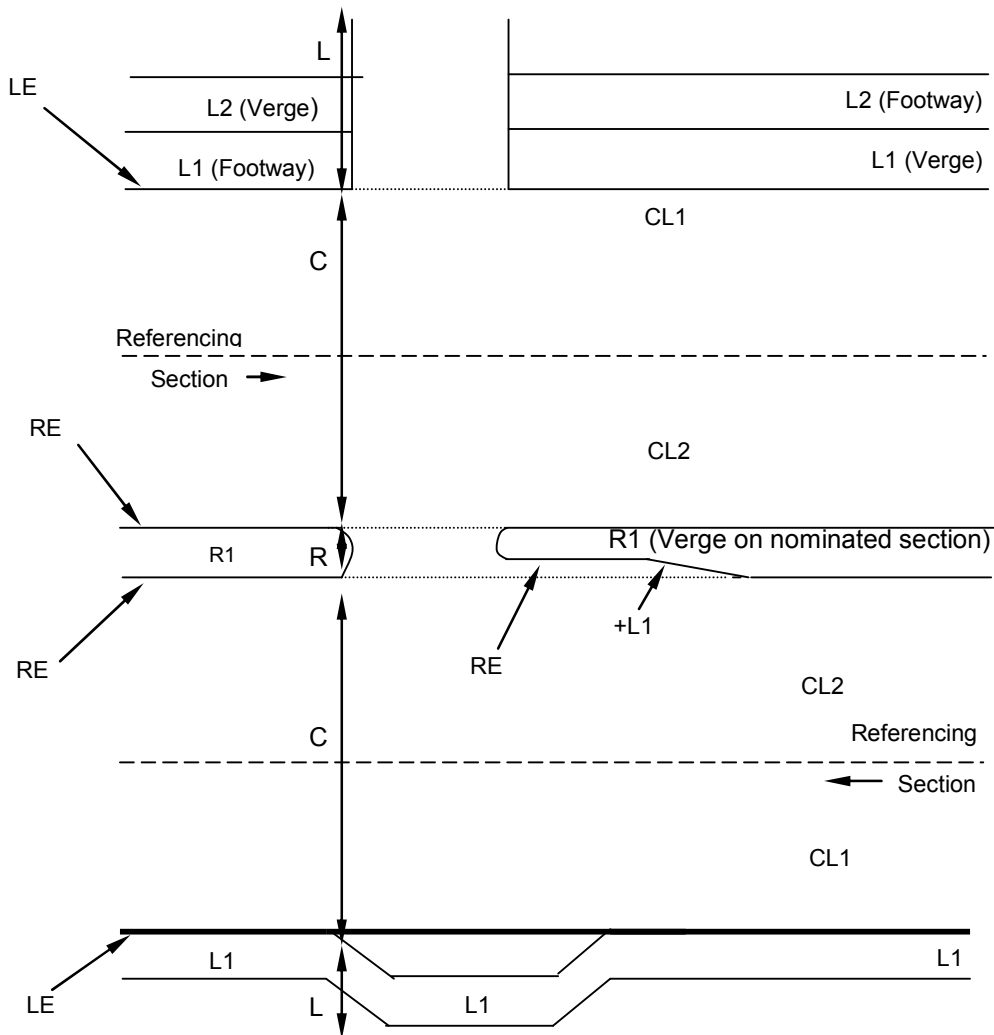 L
LE
L2 (Verge)
L2 (Footway)
L1 (Footway)
L1 (Verge)
CL1
C
Referencing
Section
RE
CL2
R1
R
R1 (Verge on nominated section)
+L1
RE
RE
CL2
C
Referencing
Section
CL1
L1
L1
LE
L1
L